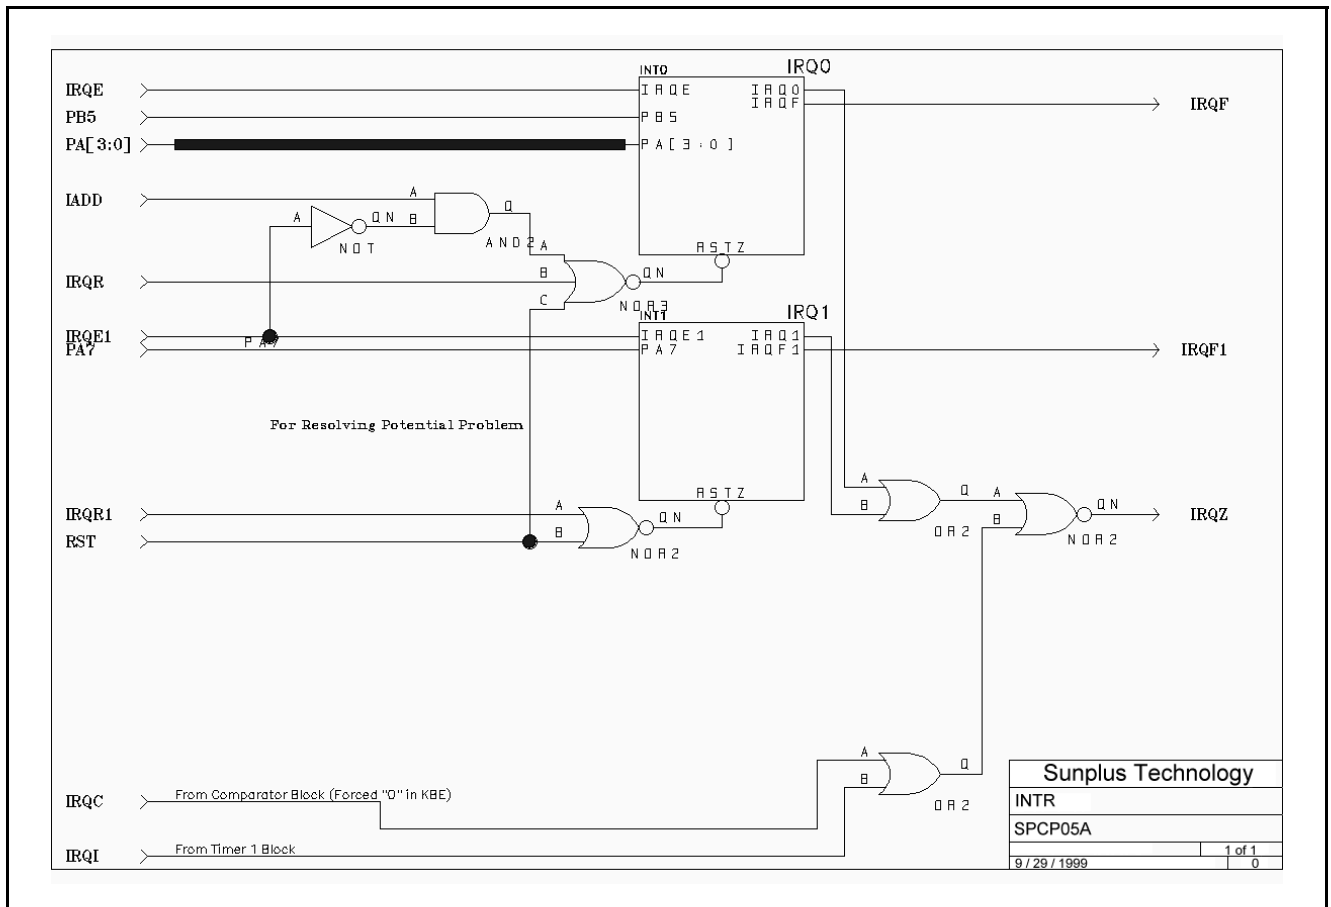 INT0 IRQ0
IRQE IRQE IRQ0
IRQF IRQF
PB5 PB5
PA[3:0] PA[3:0]
IADD A Q
A QN B
NOT AND2 A
RSTZ
IRQR B QN
C NOR3
INT1 IRQ1
IRQE1 IRQE1 IRQ1
PA7 PA7 PA7 IRQF1 IRQF1
For Resolving Potential Problem
A Q A
RSTZ
IRQR1 A QN B QN IRQZ
RST B B
NOR2 OR2 NOR2
A Q
B
IRQC From Comparator Block (Forced "0" in KBE) OR2
IRQI From Timer 1 Block
Sunplus Technology
INTR
SPCP05A
1 of 1
9 / 29 / 1999 0